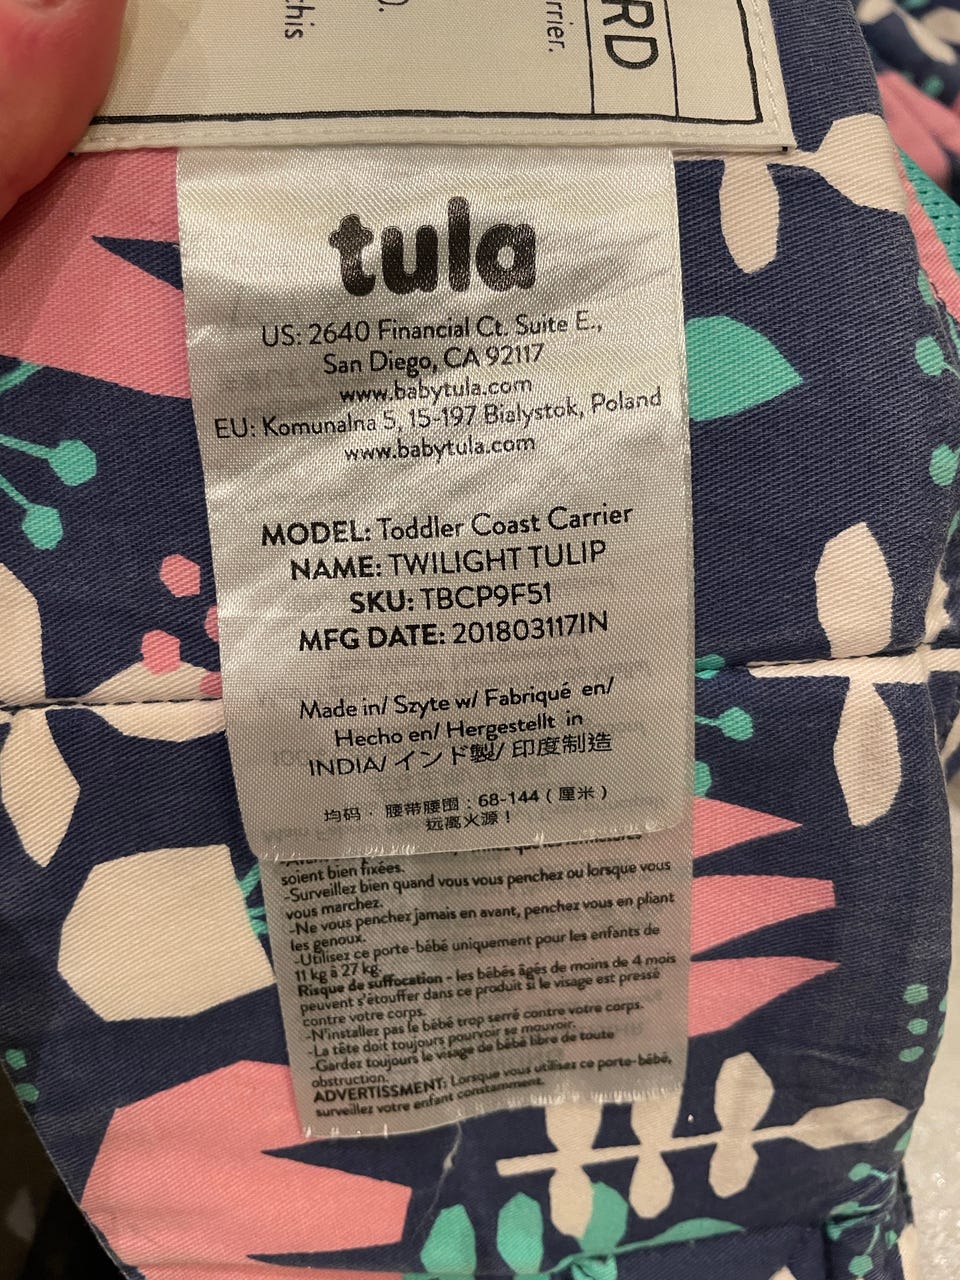 his
).
rrier.
RD
tula
US: 2640 Financial Ct. Suite E.,
San Diego, CA 92117
www.babytula.com
EU: Komunalna 5, 15-197 Bialystok, Poland
www.babytula.com
MODEL: Toddler Coast Carrier
NAME: TWILIGHT TULIP
SKU: TBCP9F51
MFG DATE: 201803117IN
Made in/ Szyte w/ Fabriqué en/
Hecho en/ Hergestellt in
INDIA/ インド製/ 印度制造
均码 · 腰带腰围：68-144（厘米）
远离火源！
soient bien fixées.
-Surveillez bien quand vous vous penchez ou lorsque vous
vous marchez.
-Ne vous penchez jamais en avant, penchez vous en pliant
les genoux.
-Utilisez ce porte-bébé uniquement pour les enfants de
11 kg à 27 kg.
Risque de suffocation - les bébés âgés de moins de 4 mois
peuvent s'étouffer dans ce produit si le visage est pressé
contre votre corps.
-N'installez pas le bébé trop serré contre votre corps.
-La tête doit toujours pourvoir se mouvoir.
-Gardez toujours le visage de bébé libre de toute
obstruction.
ADVERTISSMENT: Lorsque vous utilisez ce porte-bébé,
surveillez votre enfant constamment.